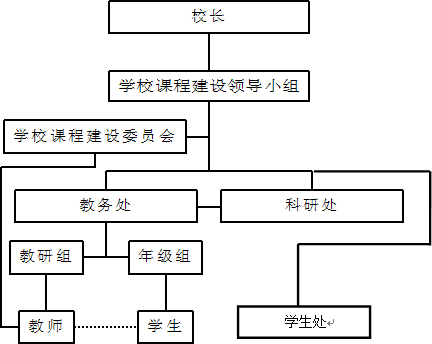 校长
学校课程建设领导小组
学校课程建设委员会
教务处
科研处
教研组
年级组
教师
学生
学生处↵